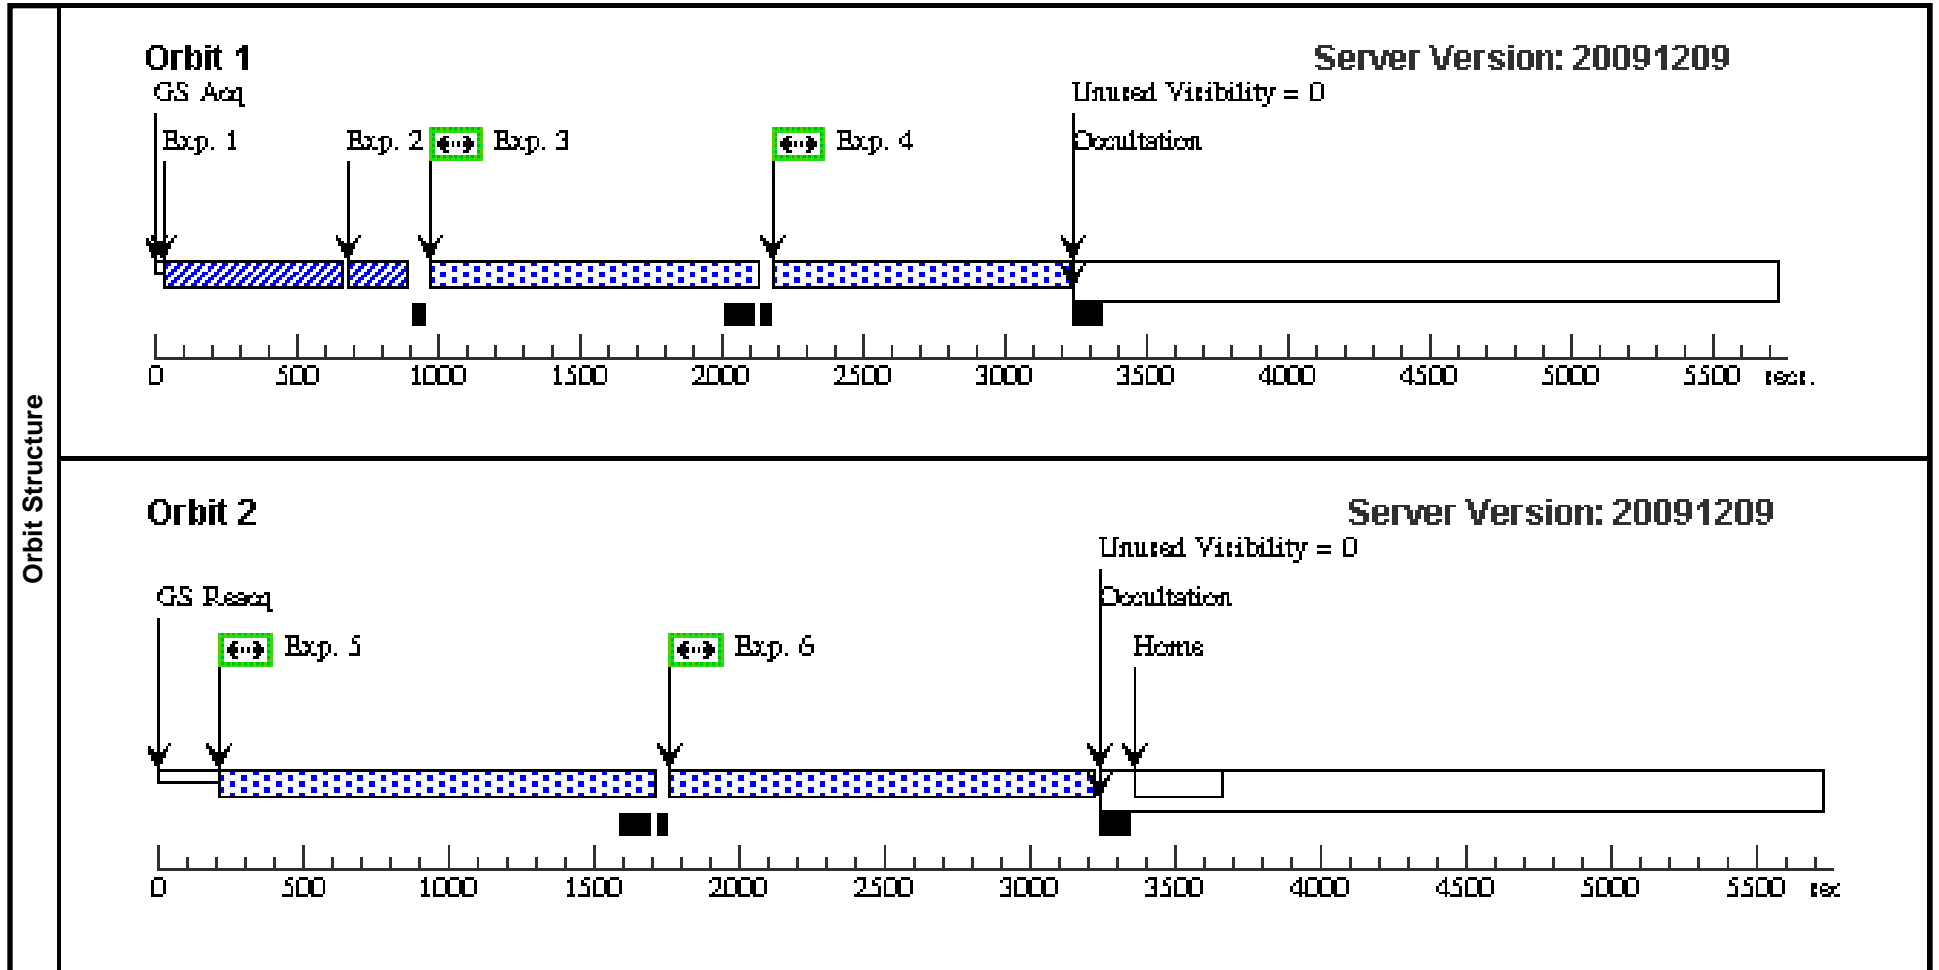 Orbit Structure
Orbit 1
Server Version: 20091209
GS Acq
Unused Visibility = 0
Exp. 1
Exp. 2
Exp. 3
Exp. 4
Occultation
0 500 1000 1500 2000 2500 3000 3500 4000 4500 5000 5500 secs.
Orbit 2
Server Version: 20091209
Unused Visibility = 0
GS Reacq
Occultation
Exp. 5
Exp. 6
Home
0 500 1000 1500 2000 2500 3000 3500 4000 4500 5000 5500 sec